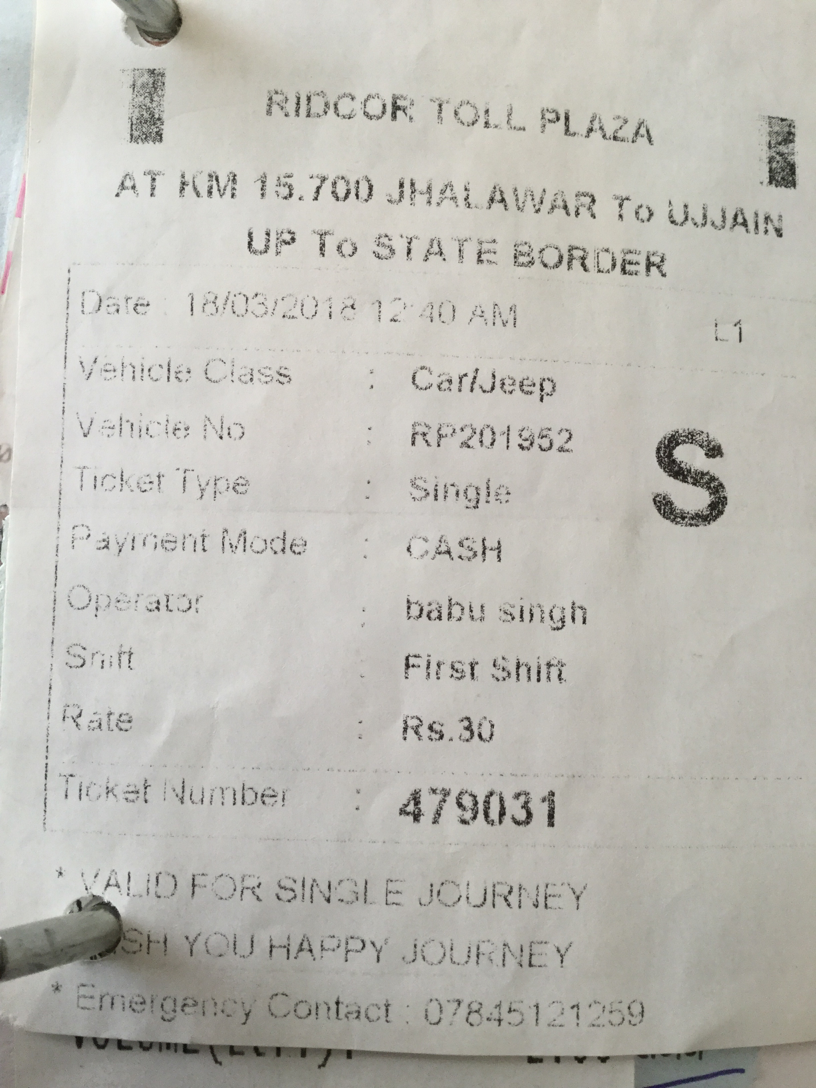 RIDCOR TOLL PLAZA
AT KM 15.700 JHALAWAR To UJJAIN
UP To STATE BORDER
Date : 18/03/2018 12:40 AM L1
Vehicle Class : Car/Jeep
Vehicle No : RP201952
S
Ticket Type : Single
Payment Mode : CASH
Operator : babu singh
Shift : First Shift
Rate : Rs.30
Ticket Number : 479031
* VALID FOR SINGLE JOURNEY
YOU HAPPY JOURNEY
* Emergency Contact : 07845121259